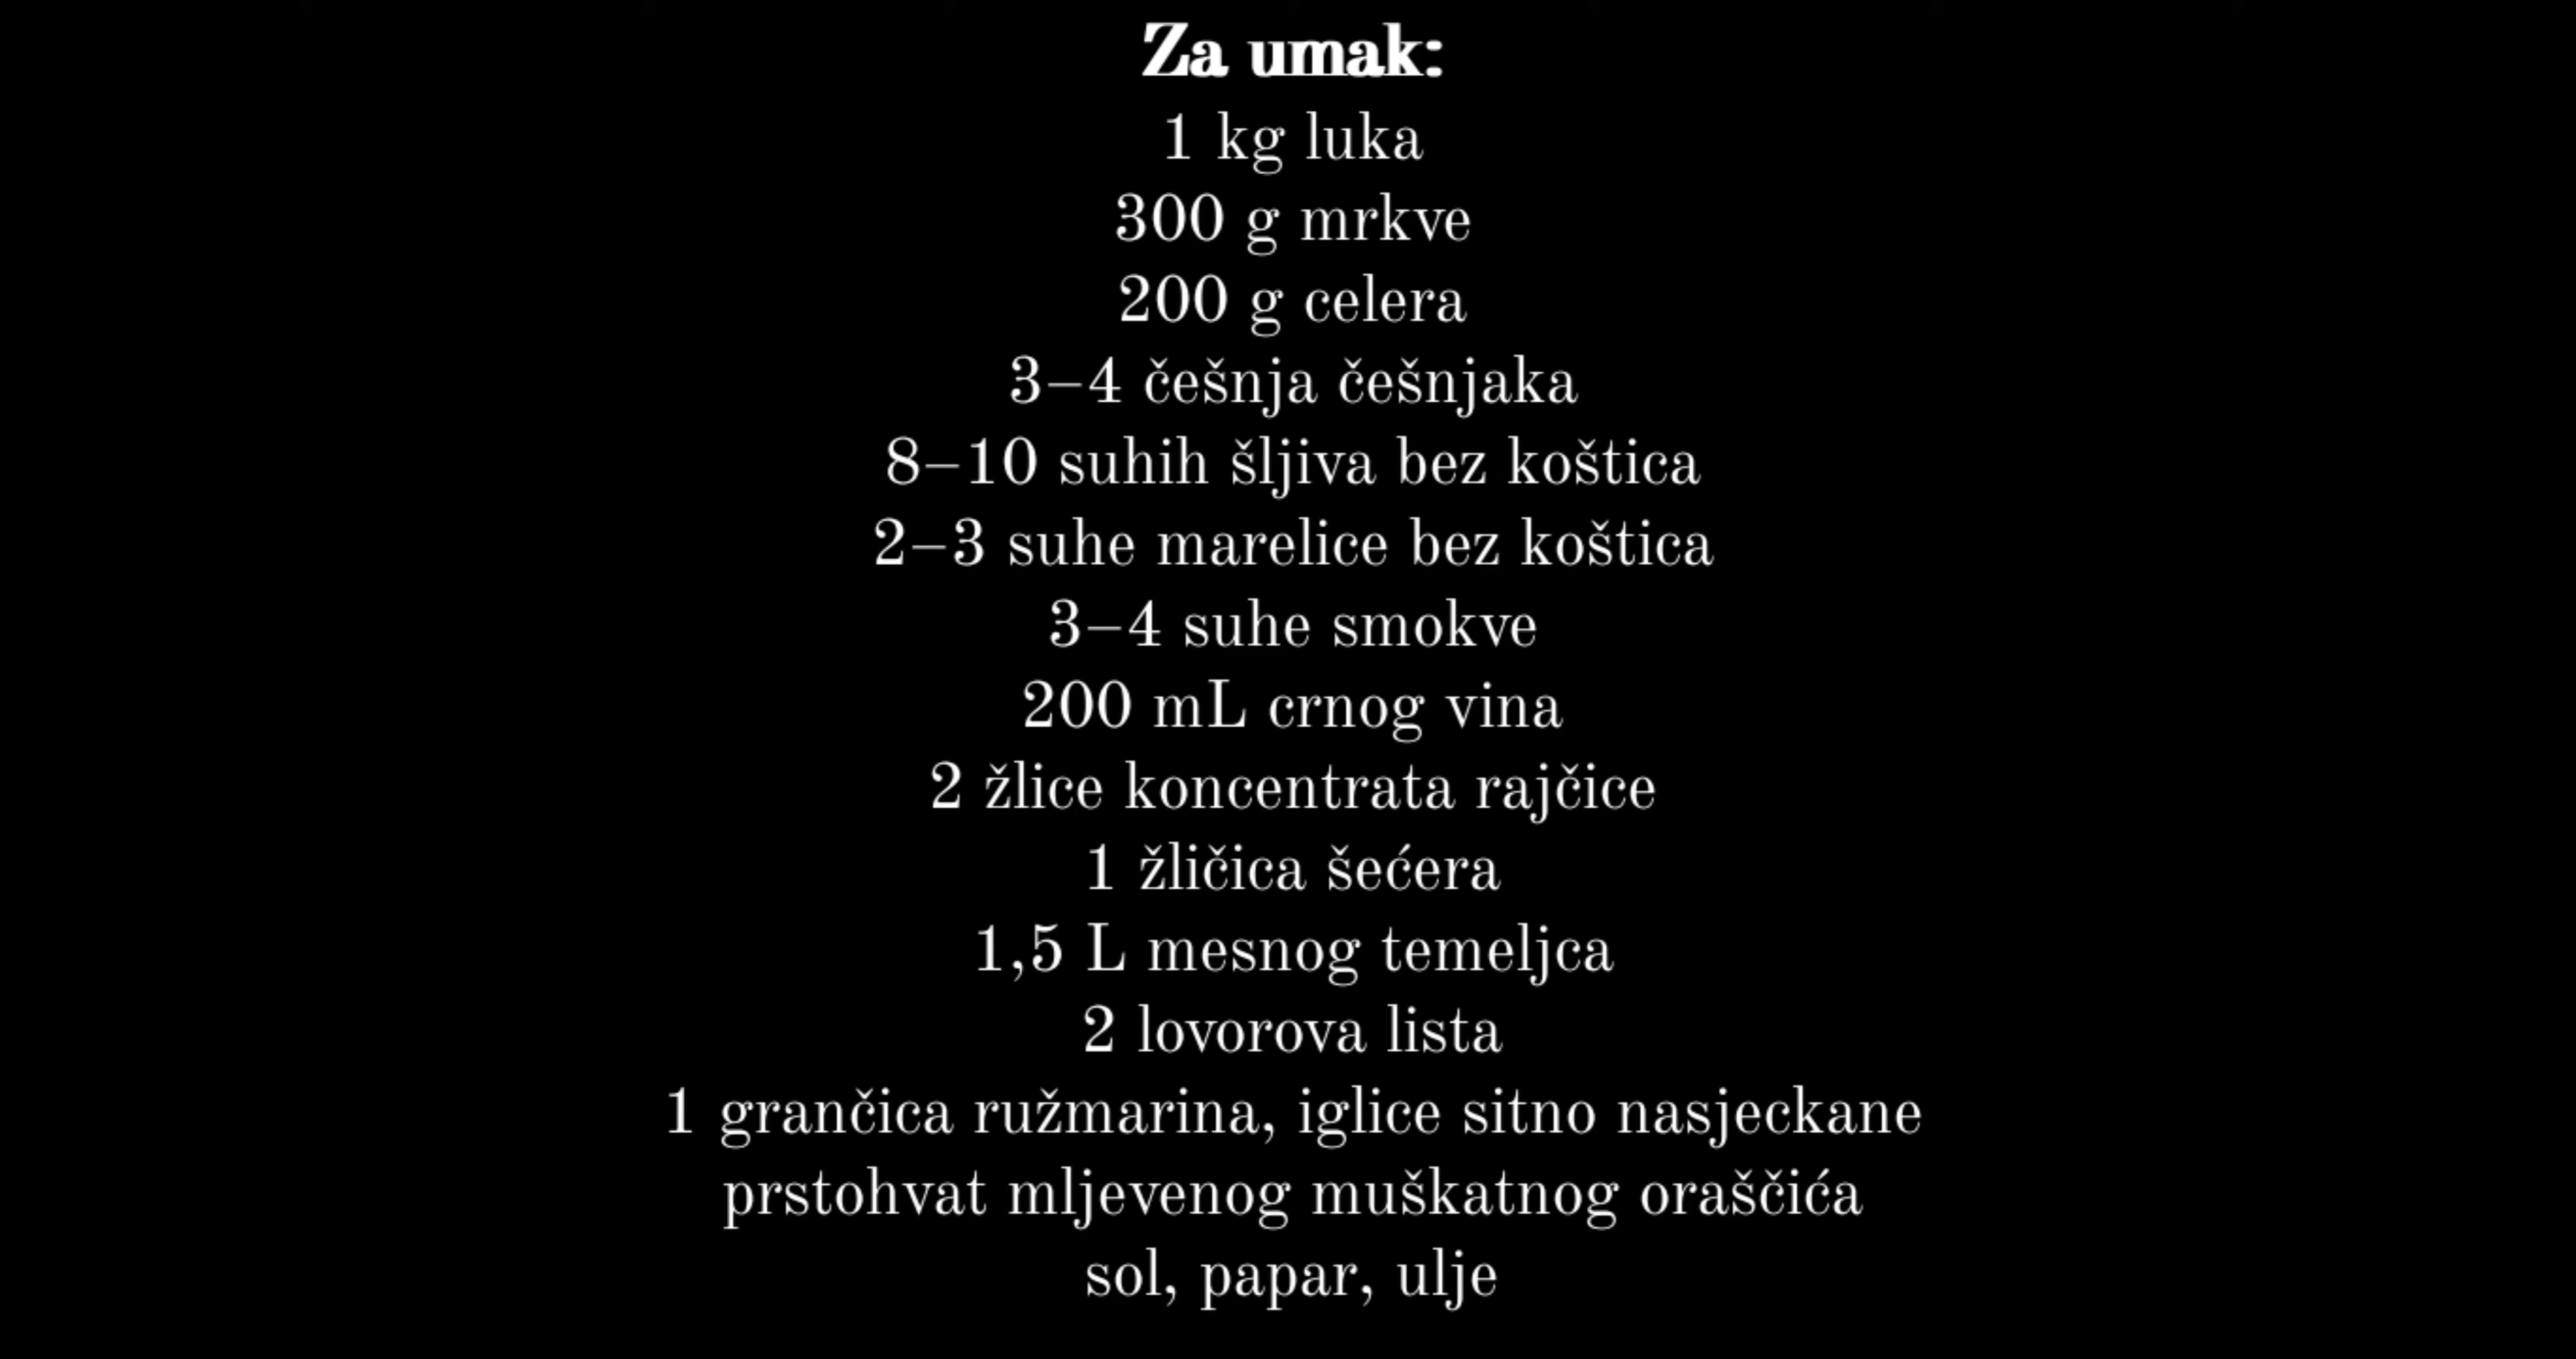 Za umak:
1 kg luka
300 g mrkve
200 g celera
3–4 češnja češnjaka
8–10 suhih šljiva bez koštica
2–3 suhe marelice bez koštica
3–4 suhe smokve
200 mL crnog vina
2 žlice koncentrata rajčice
1 žličica šećera
1,5 L mesnog temeljca
2 lovorova lista
1 grančica ružmarina, iglice sitno nasjeckane
prstohvat mljevenog muškatnog oraščića
sol, papar, ulje